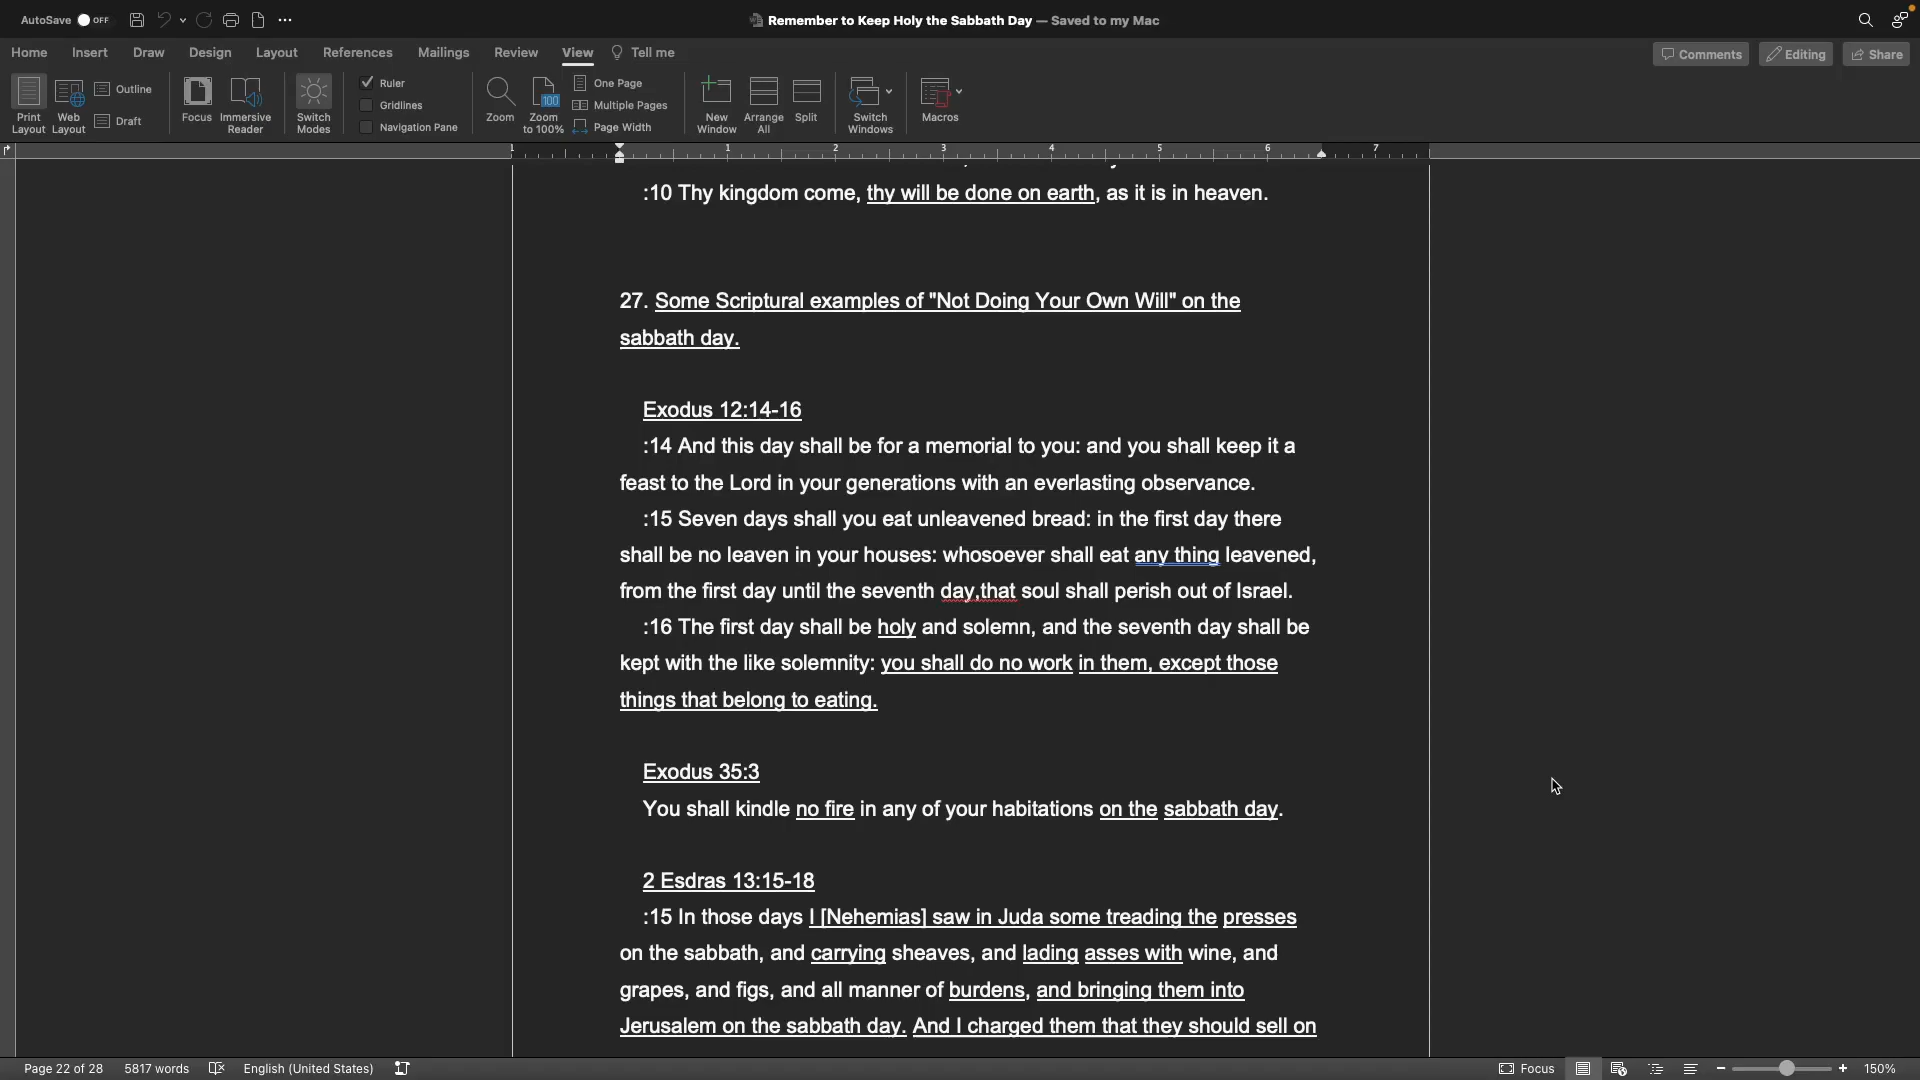 AutoSave OFF
Remember to Keep Holy the Sabbath Day — Saved to my Mac
Home Insert Draw Design Layout References Mailings Review View Tell me
Comments Editing Share
Print Layout
Web Layout
Outline
Draft
Focus
Immersive Reader
Switch Modes
Ruler
Gridlines
Navigation Pane
Zoom
Zoom to 100%
100
One Page
Multiple Pages
Page Width
New Window
Arrange All
Split
Switch Windows
Macros
1 1 2 3 4 5 6 7
:10 Thy kingdom come, thy will be done on earth, as it is in heaven.
27. Some Scriptural examples of "Not Doing Your Own Will" on the
sabbath day.
Exodus 12:14-16
:14 And this day shall be for a memorial to you: and you shall keep it a
feast to the Lord in your generations with an everlasting observance.
:15 Seven days shall you eat unleavened bread: in the first day there
shall be no leaven in your houses: whosoever shall eat any thing leavened,
from the first day until the seventh day,that soul shall perish out of Israel.
:16 The first day shall be holy and solemn, and the seventh day shall be
kept with the like solemnity: you shall do no work in them, except those
things that belong to eating.
Exodus 35:3
You shall kindle no fire in any of your habitations on the sabbath day.
2 Esdras 13:15-18
:15 In those days I [Nehemias] saw in Juda some treading the presses
on the sabbath, and carrying sheaves, and lading asses with wine, and
grapes, and figs, and all manner of burdens, and bringing them into
Jerusalem on the sabbath day. And I charged them that they should sell on
Page 22 of 28 5817 words English (United States) Focus 150%